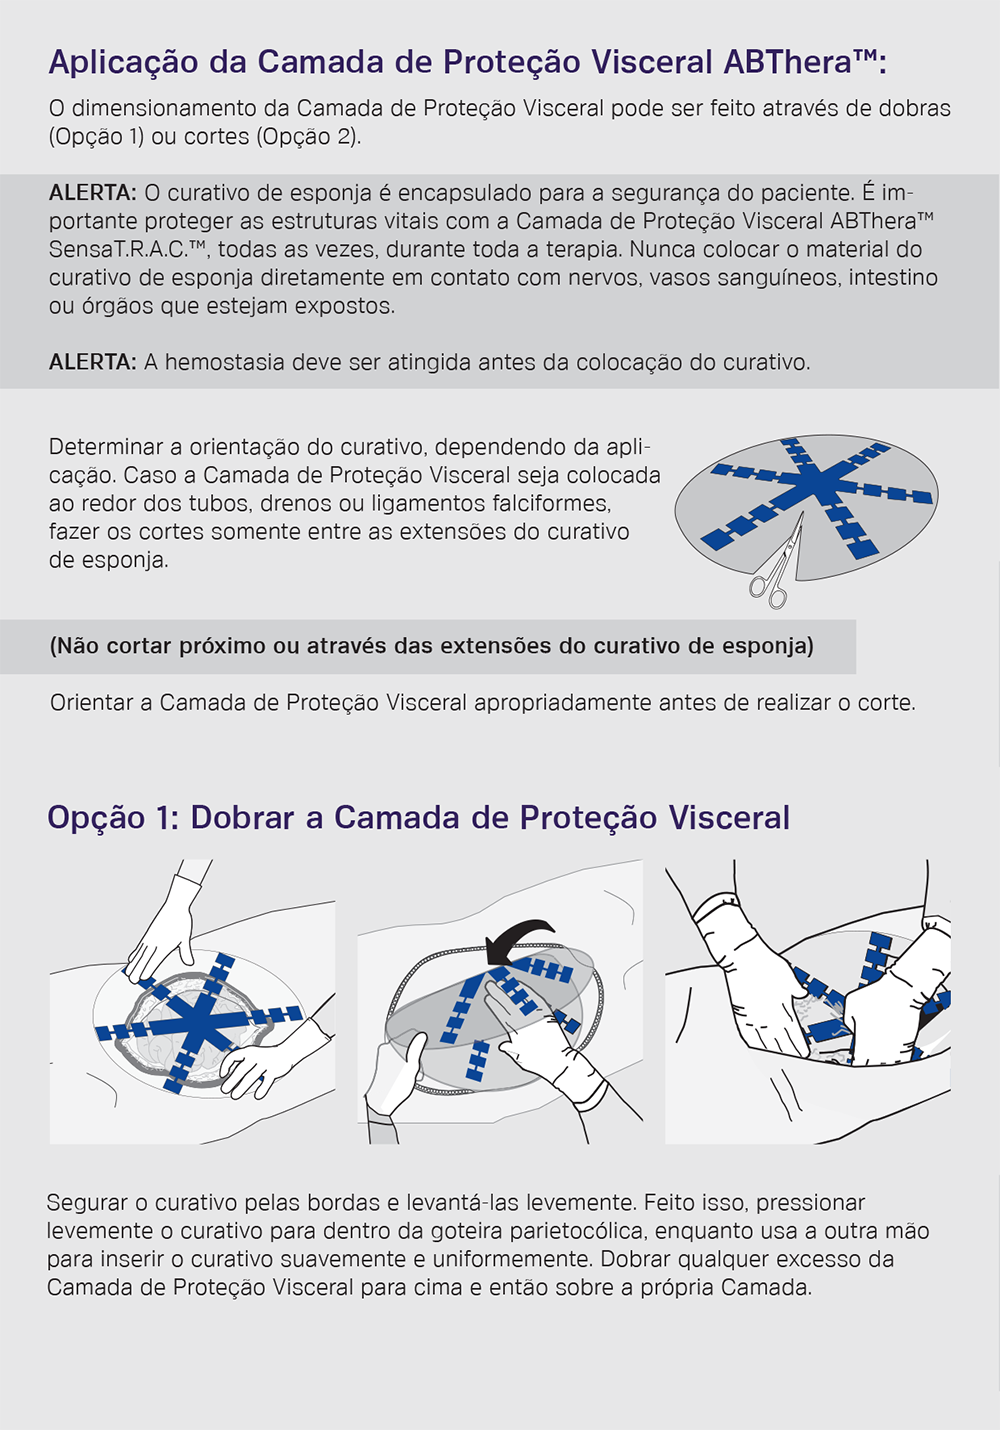 Aplicação da Camada de Proteção Visceral ABThera™:
O dimensionamento da Camada de Proteção Visceral pode ser feito através de dobras
(Opção 1) ou cortes (Opção 2).
ALERTA: O curativo de esponja é encapsulado para a segurança do paciente. É im-
portante proteger as estruturas vitais com a Camada de Proteção Visceral ABThera™
SensaT.R.A.C.™, todas as vezes, durante toda a terapia. Nunca colocar o material do
curativo de esponja diretamente em contato com nervos, vasos sanguíneos, intestino
ou órgãos que estejam expostos.
ALERTA: A hemostasia deve ser atingida antes da colocação do curativo.
Determinar a orientação do curativo, dependendo da apli-
cação. Caso a Camada de Proteção Visceral seja colocada
ao redor dos tubos, drenos ou ligamentos falciformes,
fazer os cortes somente entre as extensões do curativo
de esponja.
(Não cortar próximo ou através das extensões do curativo de esponja)
Orientar a Camada de Proteção Visceral apropriadamente antes de realizar o corte.
Opção 1: Dobrar a Camada de Proteção Visceral
Segurar o curativo pelas bordas e levantá-las levemente. Feito isso, pressionar
levemente o curativo para dentro da goteira parietocólica, enquanto usa a outra mão
para inserir o curativo suavemente e uniformemente. Dobrar qualquer excesso da
Camada de Proteção Visceral para cima e então sobre a própria Camada.